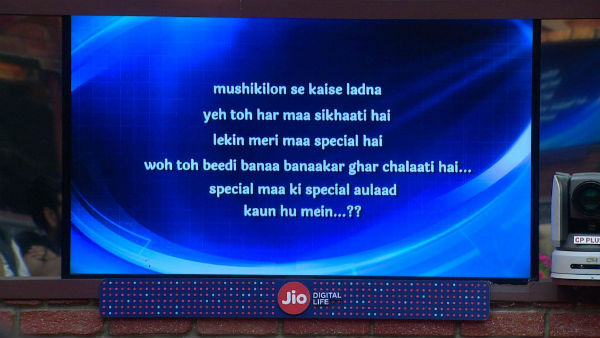 mushikilon se kaise ladna
yeh toh har maa sikhaati hai
lekin meri maa special hai
woh toh beedi banaa banaakar ghar chalaati hai...
special maa ki special aulaad
kaun hu mein...??
Jio DIGITAL
LIFE
CP PLUS